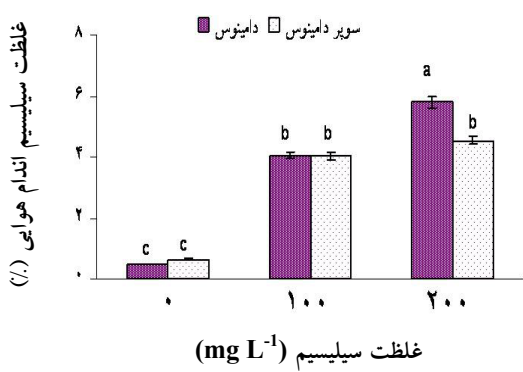 دامینوس سوپر دامینوس
غلظت سیلیسیم اندام هوایی (٪)
۸
۶
۴
۲
۰
c c
b b
a b
۰ ۱۰۰ ۲۰۰
غلظت سیلیسیم (mg L-1)